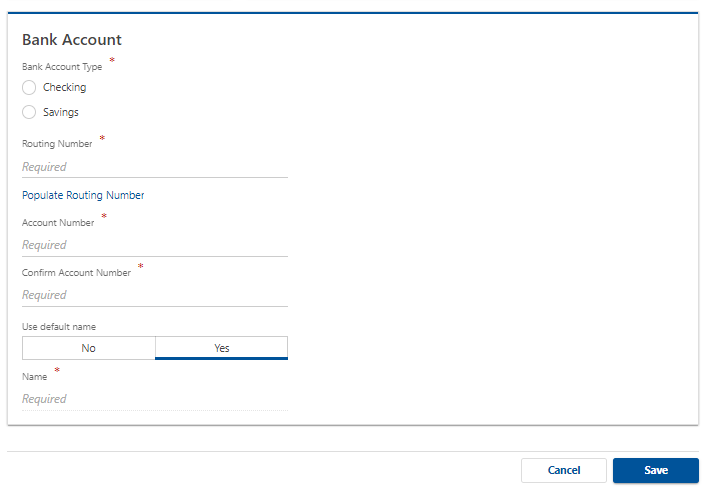 Bank Account
Bank Account Type *
Checking
Savings
Routing Number *
Required
Populate Routing Number
Account Number *
Required
Confirm Account Number *
Required
Use default name
No Yes
Name *
Required
Cancel Save